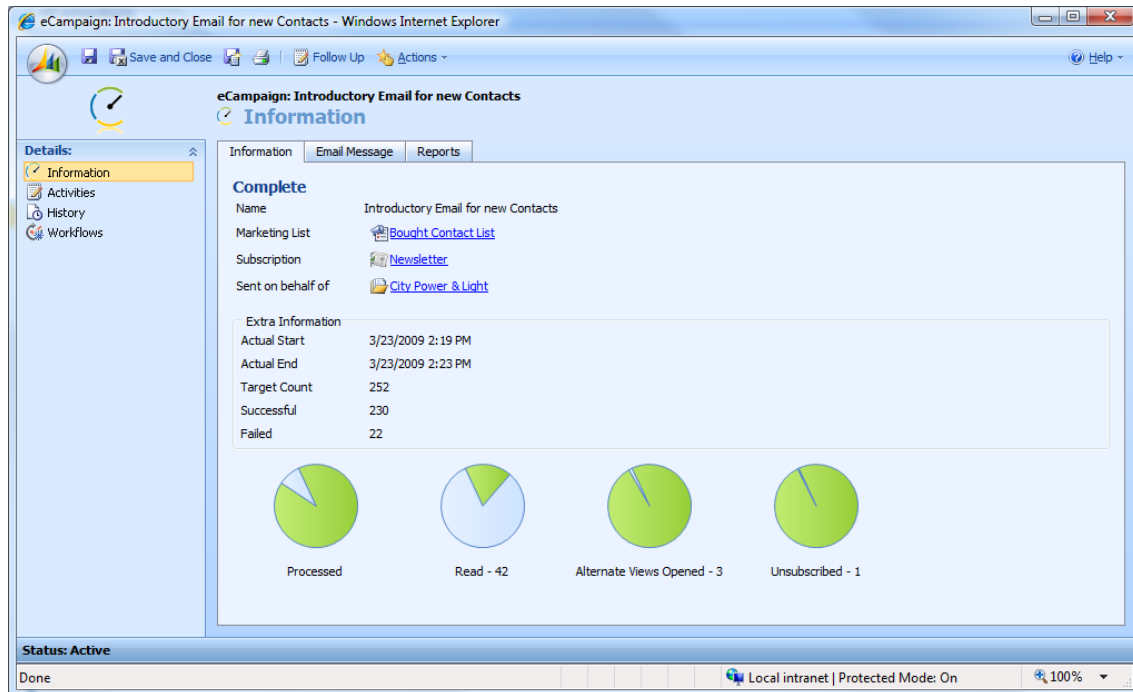 eCampaign: Introductory Email for new Contacts - Windows Internet Explorer
Save and Close Follow Up Actions Help
eCampaign: Introductory Email for new Contacts
Information
Details:
Information
Activities
History
Workflows
Information Email Message Reports
Complete
Name Introductory Email for new Contacts
Marketing List Bought Contact List
Subscription Newsletter
Sent on behalf of City Power & Light
Extra Information
Actual Start 3/23/2009 2:19 PM
Actual End 3/23/2009 2:23 PM
Target Count 252
Successful 230
Failed 22
Processed Read - 42 Alternate Views Opened - 3 Unsubscribed - 1
Status: Active
Done Local intranet | Protected Mode: On 100%